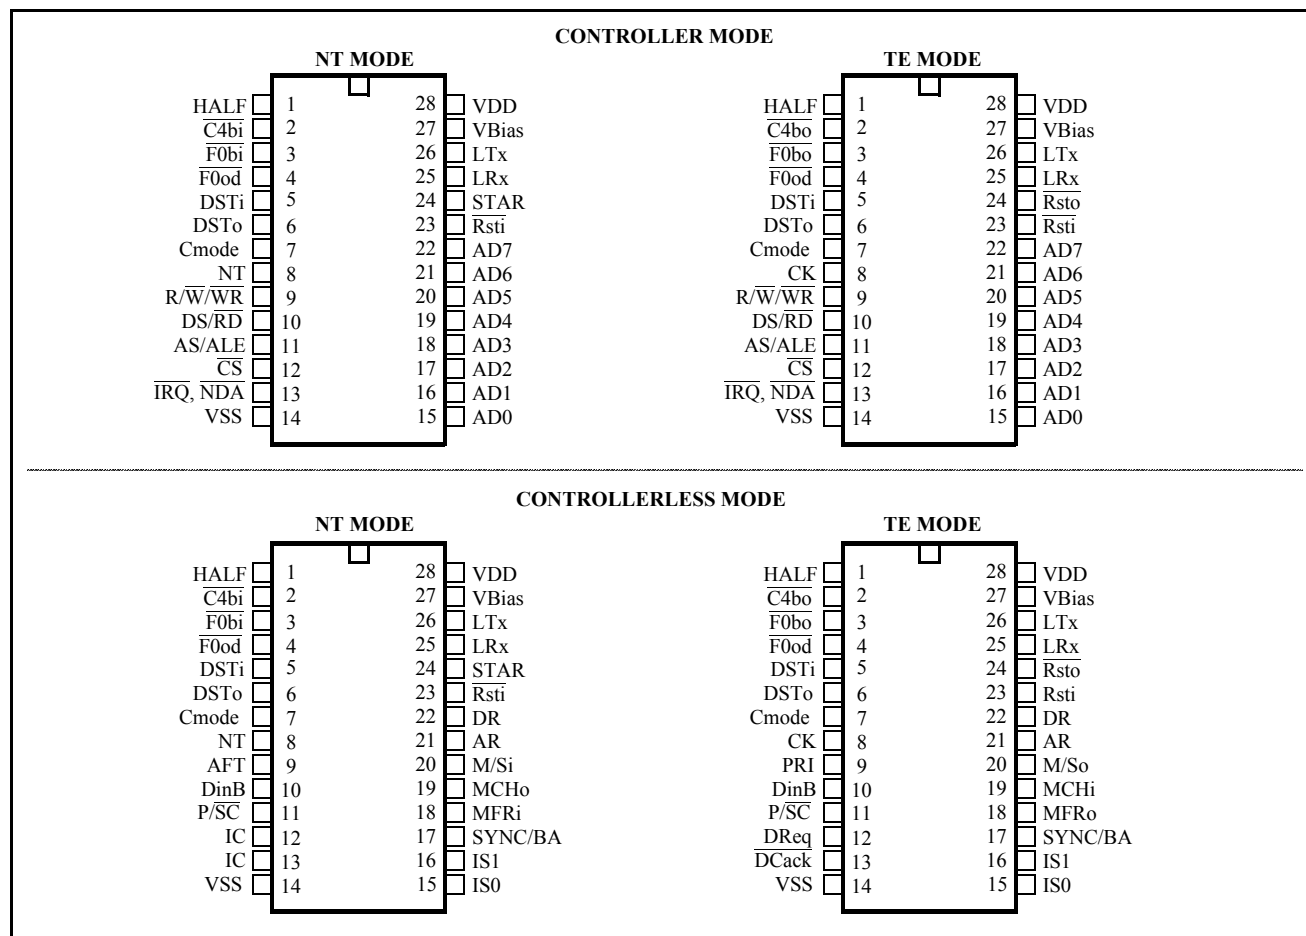 CONTROLLER MODE
NT MODE
HALF 1 28 VDD
C4bi 2 27 VBias
F0bi 3 26 LTx
F0od 4 25 LRx
DSTi 5 24 STAR
DSTo 6 23 Rsti
Cmode 7 22 AD7
NT 8 21 AD6
R/W/WR 9 20 AD5
DS/RD 10 19 AD4
AS/ALE 11 18 AD3
CS 12 17 AD2
IRQ, NDA 13 16 AD1
VSS 14 15 AD0
TE MODE
HALF 1 28 VDD
C4bo 2 27 VBias
F0bo 3 26 LTx
F0od 4 25 LRx
DSTi 5 24 Rsto
DSTo 6 23 Rsti
Cmode 7 22 AD7
CK 8 21 AD6
R/W/WR 9 20 AD5
DS/RD 10 19 AD4
AS/ALE 11 18 AD3
CS 12 17 AD2
IRQ, NDA 13 16 AD1
VSS 14 15 AD0
CONTROLLERLESS MODE
NT MODE
HALF 1 28 VDD
C4bi 2 27 VBias
F0bi 3 26 LTx
F0od 4 25 LRx
DSTi 5 24 STAR
DSTo 6 23 Rsti
Cmode 7 22 DR
NT 8 21 AR
AFT 9 20 M/Si
DinB 10 19 MCHo
P/SC 11 18 MFRi
IC 12 17 SYNC/BA
IC 13 16 IS1
VSS 14 15 IS0
TE MODE
HALF 1 28 VDD
C4bo 2 27 VBias
F0bo 3 26 LTx
F0od 4 25 LRx
DSTi 5 24 Rsto
DSTo 6 23 Rsti
Cmode 7 22 DR
CK 8 21 AR
PRI 9 20 M/So
DinB 10 19 MCHi
P/SC 11 18 MFRo
DReq 12 17 SYNC/BA
DCack 13 16 IS1
VSS 14 15 IS0